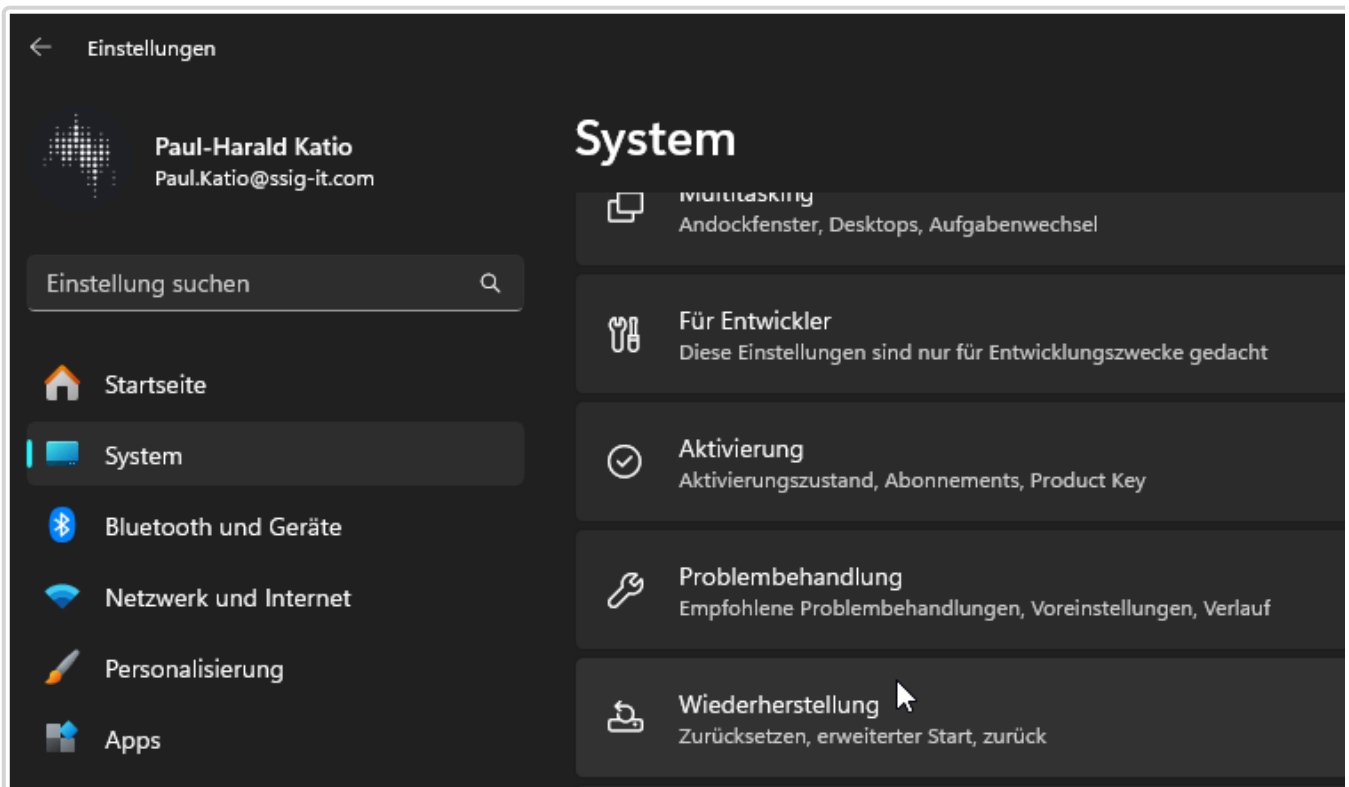 Einstellungen
Paul-Harald Katio
Paul.Katio@ssig-it.com
Einstellung suchen
Startseite
System
Bluetooth und Geräte
Netzwerk und Internet
Personalisierung
Apps
System
Multitasking
Andockfenster, Desktops, Aufgabenwechsel
Für Entwickler
Diese Einstellungen sind nur für Entwicklungszwecke gedacht
Aktivierung
Aktivierungszustand, Abonnements, Product Key
Problembehandlung
Empfohlene Problembehandlungen, Voreinstellungen, Verlauf
Wiederherstellung
Zurücksetzen, erweiterter Start, zurück